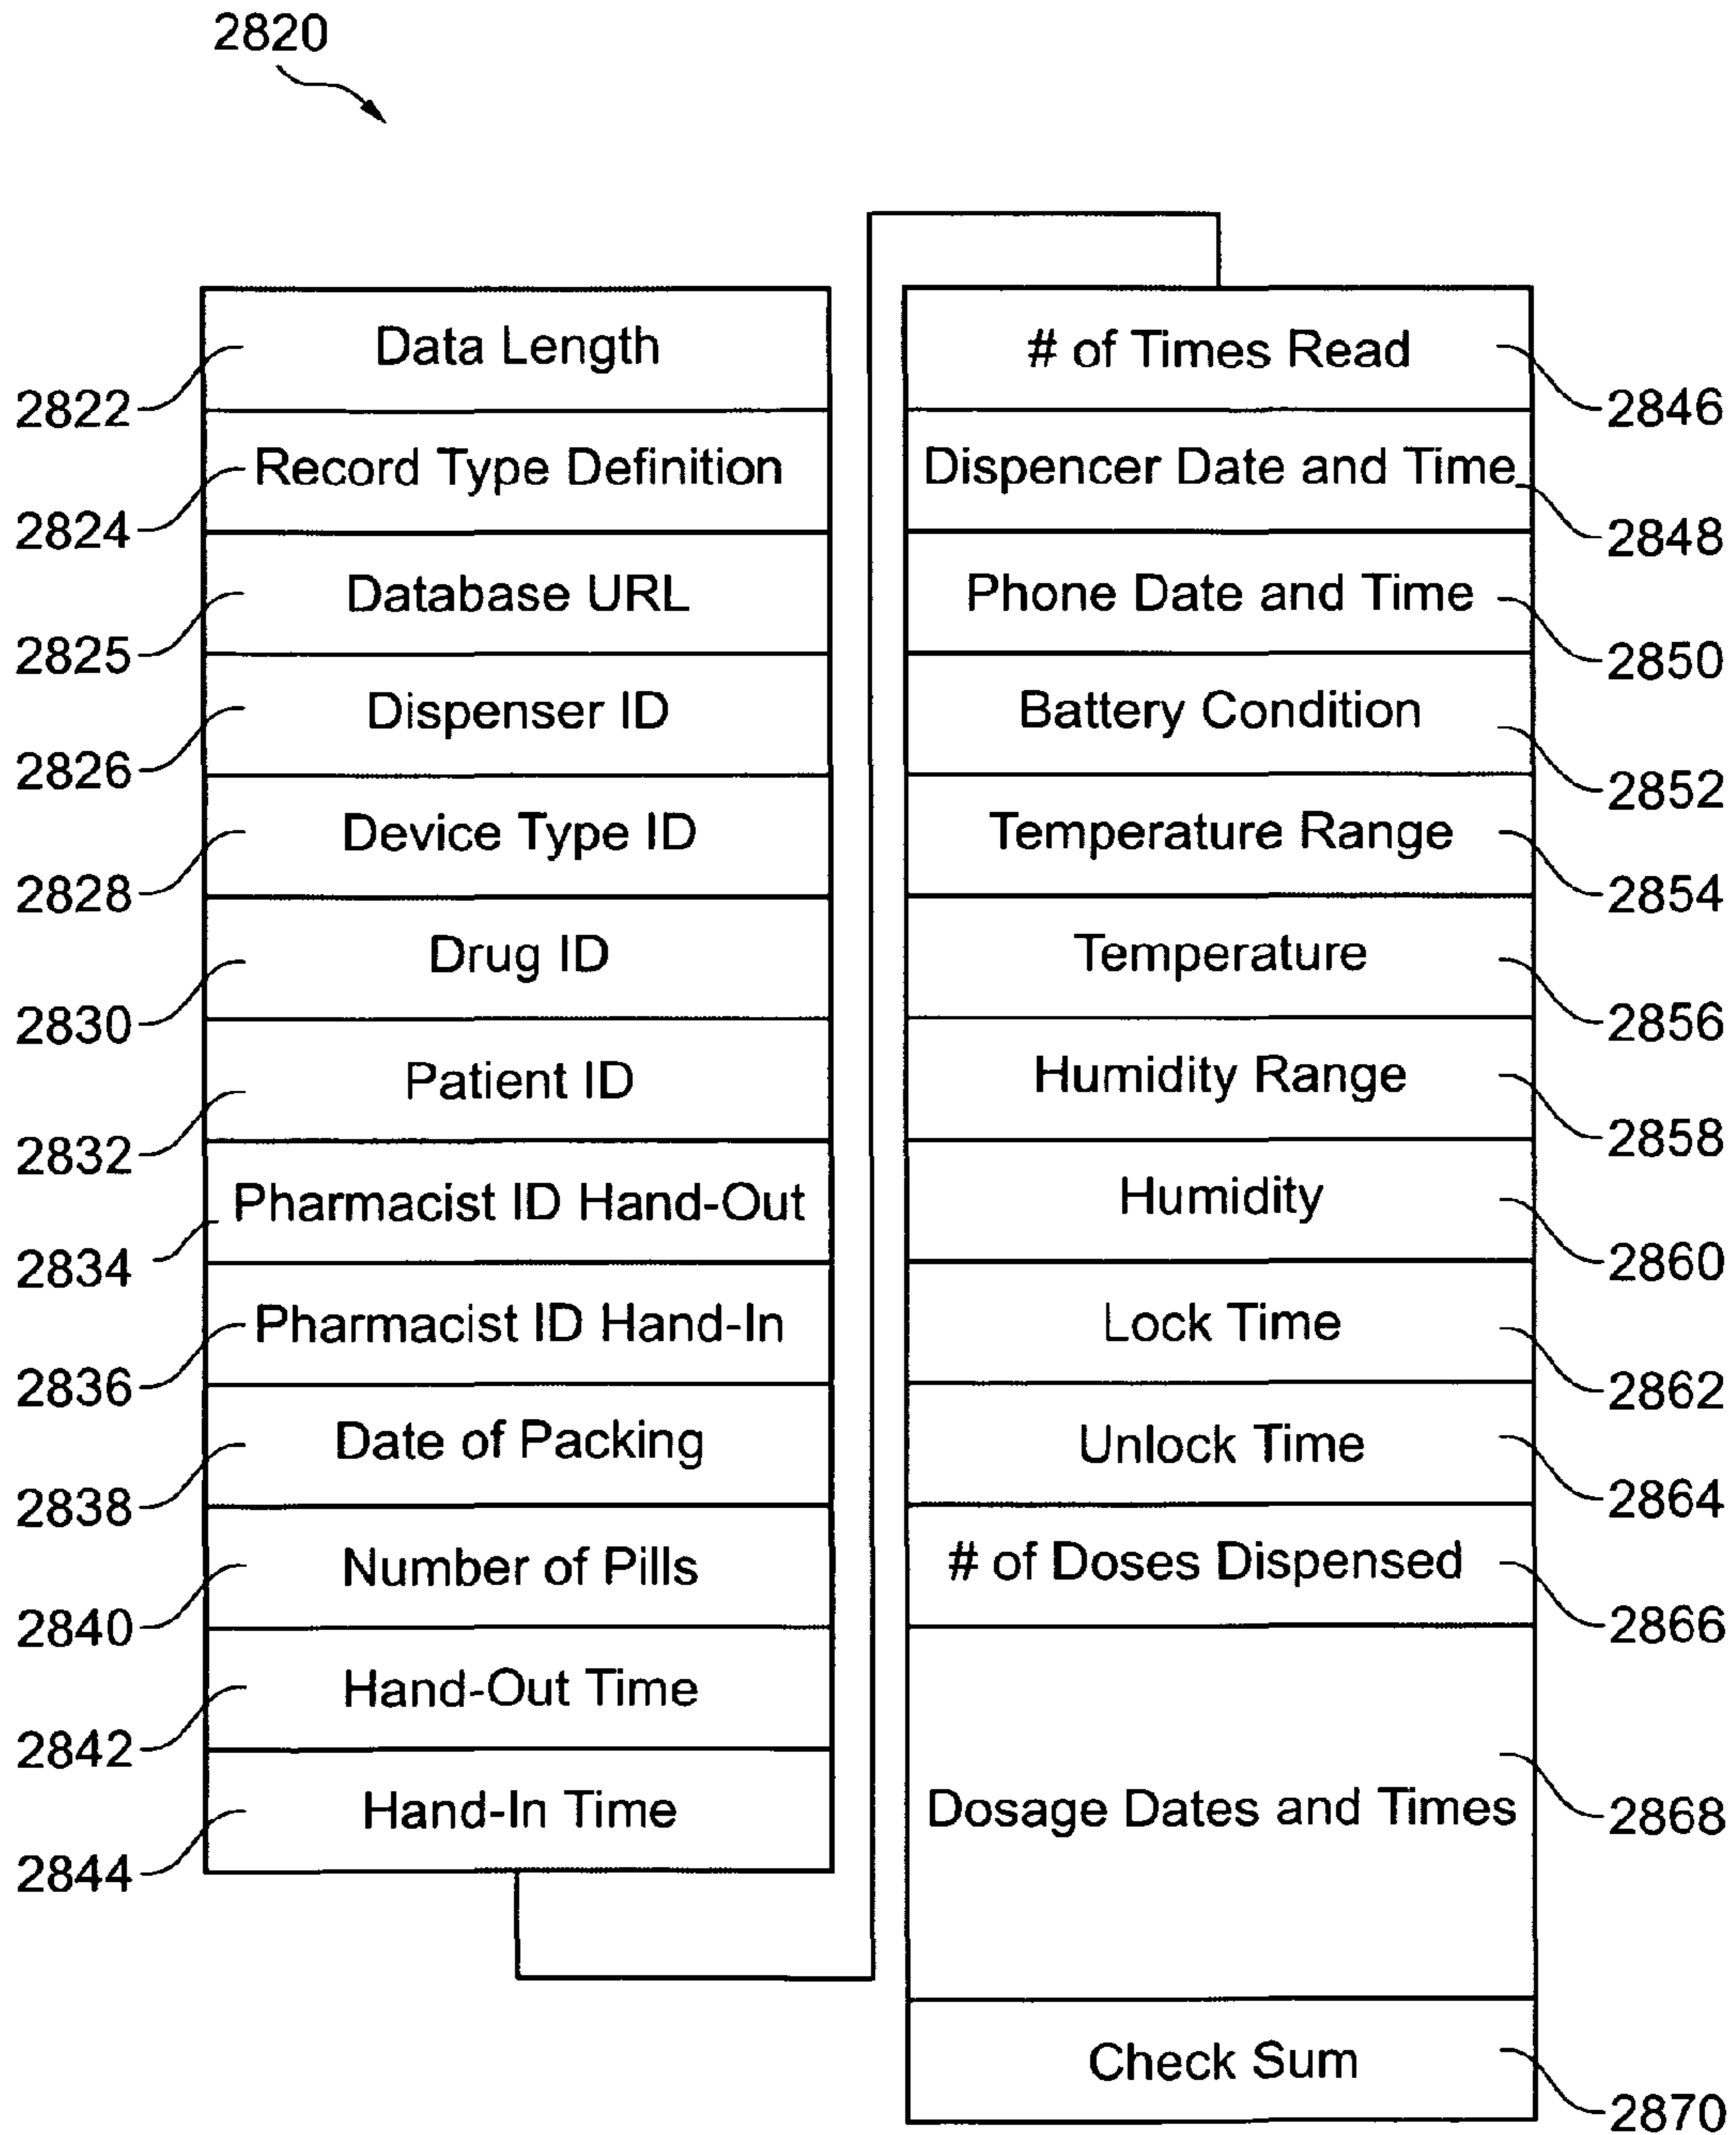 2820
Data Length
2822
Record Type Definition
2824
Database URL
2825
Dispenser ID
2826
Device Type ID
2828
Drug ID
2830
Patient ID
2832
Pharmacist ID Hand-Out
2834
Pharmacist ID Hand-In
2836
Date of Packing
2838
Number of Pills
2840
Hand-Out Time
2842
Hand-In Time
2844
# of Times Read
2846
Dispencer Date and Time
2848
Phone Date and Time
2850
Battery Condition
2852
Temperature Range
2854
Temperature
2856
Humidity Range
2858
Humidity
2860
Lock Time
2862
Unlock Time
2864
# of Doses Dispensed
2866
Dosage Dates and Times
2868
Check Sum
2870